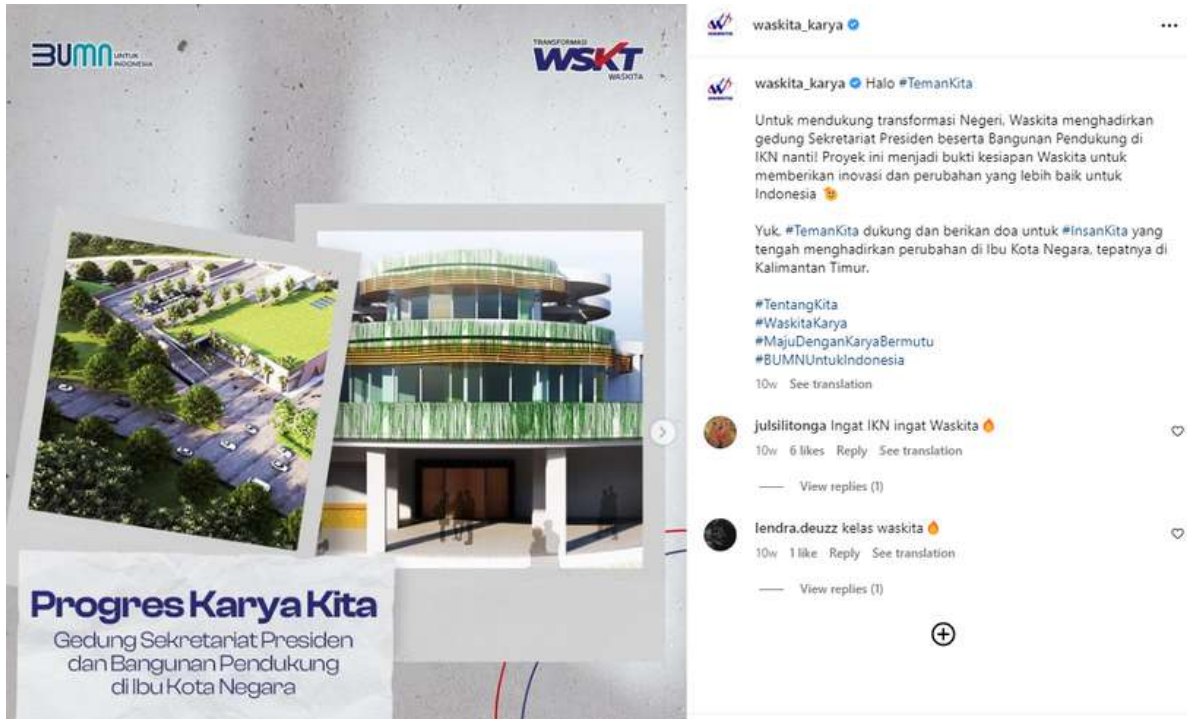 BUMN
UNTUK
INDONESIA
TRANSFORMASI
WSKT
WASKITA
Progres Karya Kita
Gedung Sekretariat Presiden
dan Bangunan Pendukung
di Ibu Kota Negara
waskita_karya
waskita_karya Halo #TemanKita
Untuk mendukung transformasi Negeri, Waskita menghadirkan
gedung Sekretariat Presiden beserta Bangunan Pendukung di
IKN nanti! Proyek ini menjadi bukti kesiapan Waskita untuk
memberikan inovasi dan perubahan yang lebih baik untuk
Indonesia 🫡
Yuk, #TemanKita dukung dan berikan doa untuk #InsanKita yang
tengah menghadirkan perubahan di Ibu Kota Negara, tepatnya di
Kalimantan Timur.
#TentangKita
#WaskitaKarya
#MajuDenganKaryaBermutu
#BUMNUntukIndonesia
10w See translation
julsilitonga Ingat IKN ingat Waskita 🔥
10w 6 likes Reply See translation
View replies (1)
lendra.deuzz kelas waskita 🔥
10w 1 like Reply See translation
View replies (1)